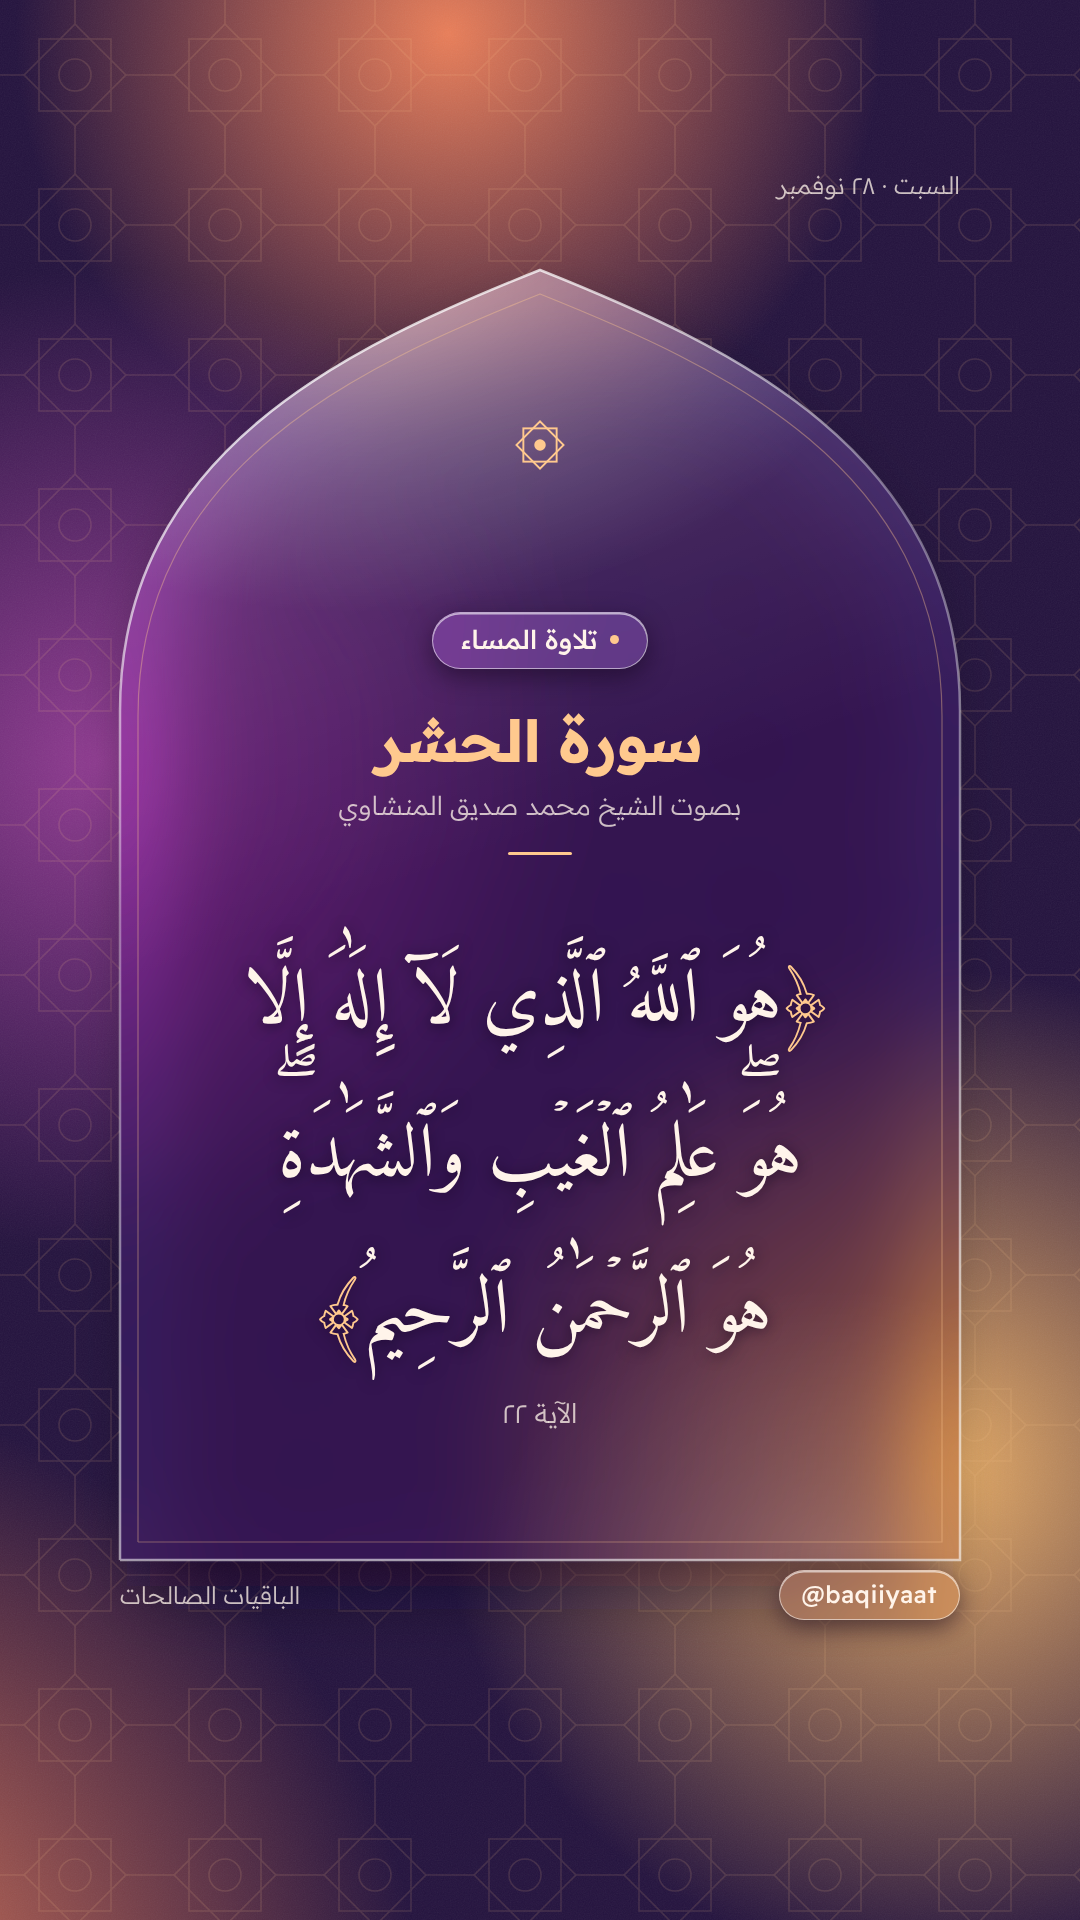 السبت · ٢٨ نوفمبر
تلاوة المساء
سورة الحشر
بصوت الشيخ محمد صديق المنشاوي
﴿هُوَ ٱللَّهُ ٱلَّذِي لَآ إِلَٰهَ إِلَّا
هُوَۖ عَٰلِمُ ٱلۡغَيۡبِ وَٱلشَّهَٰدَةِۖ
هُوَ ٱلرَّحۡمَٰنُ ٱلرَّحِيمُ﴾
الآية ٢٢
@baqiiyaat
الباقيات الصالحات